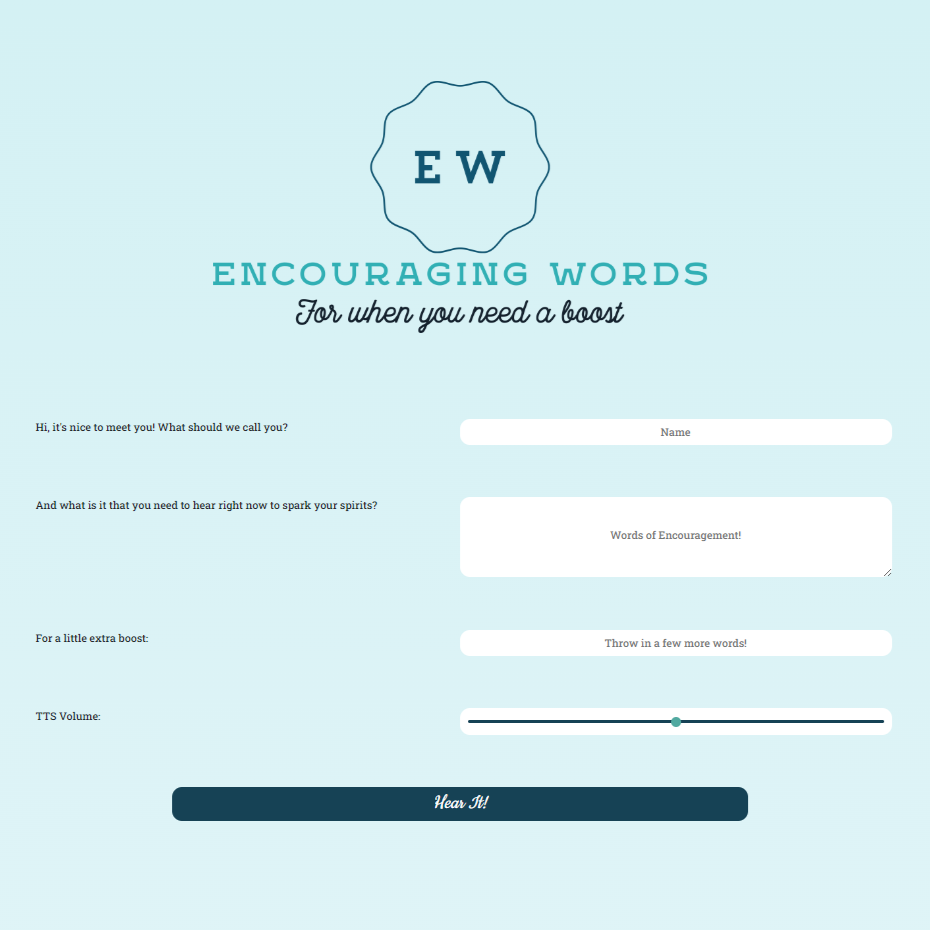 E W
ENCOURAGING WORDS
For when you need a boost
Hi, it's nice to meet you! What should we call you?
Name
And what is it that you need to hear right now to spark your spirits?
Words of Encouragement!
For a little extra boost:
Throw in a few more words!
TTS Volume:
Hear It!